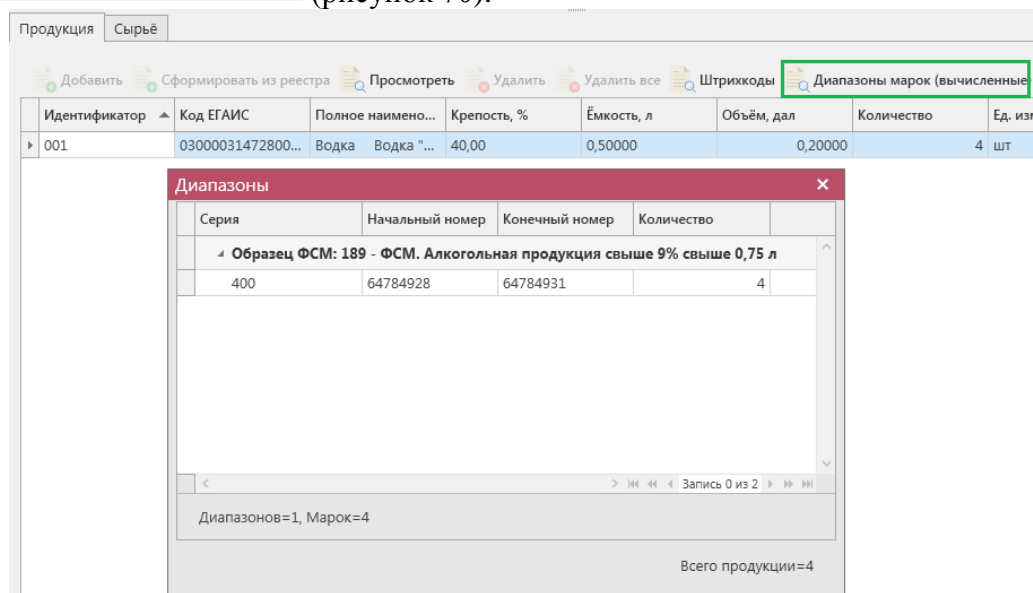 (рисунок 70).
Продукция Сырьё
Добавить Сформировать из реестра Просмотреть Удалить Удалить все Штрихкоды Диапазоны марок (вычисленные)
Идентификатор Код ЕГАИС Полное наимено... Крепость, % Ёмкость, л Объём, дал Количество Ед. изм
001 03000031472800... Водка Водка "... 40,00 0,50000 0,20000 4 шт
Диапазоны
Серия Начальный номер Конечный номер Количество
Образец ФСМ: 189 - ФСМ. Алкогольная продукция свыше 9% свыше 0,75 л
400 64784928 64784931 4
Запись 0 из 2
Диапазонов=1, Марок=4
Всего продукции=4